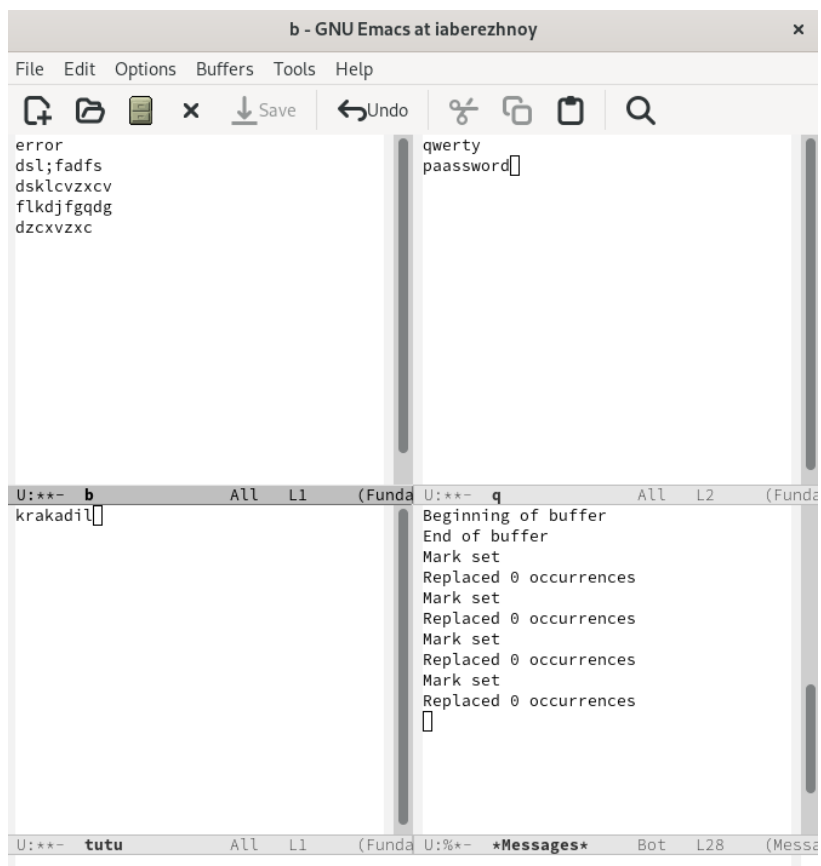 b - GNU Emacs at iaberezhnoy ×
File Edit Options Buffers Tools Help
Save Undo
error
dsl;fadfs
dsklcvzxcv
flkdjfgqdg
dzcxvzxc
U:**- b All L1 (Funda
qwerty
paassword
U:**- q All L2 (Funda
krakadil
U:**- tutu All L1 (Funda
Beginning of buffer
End of buffer
Mark set
Replaced 0 occurrences
Mark set
Replaced 0 occurrences
Mark set
Replaced 0 occurrences
Mark set
Replaced 0 occurrences
U:%*- *Messages* Bot L28 (Messa